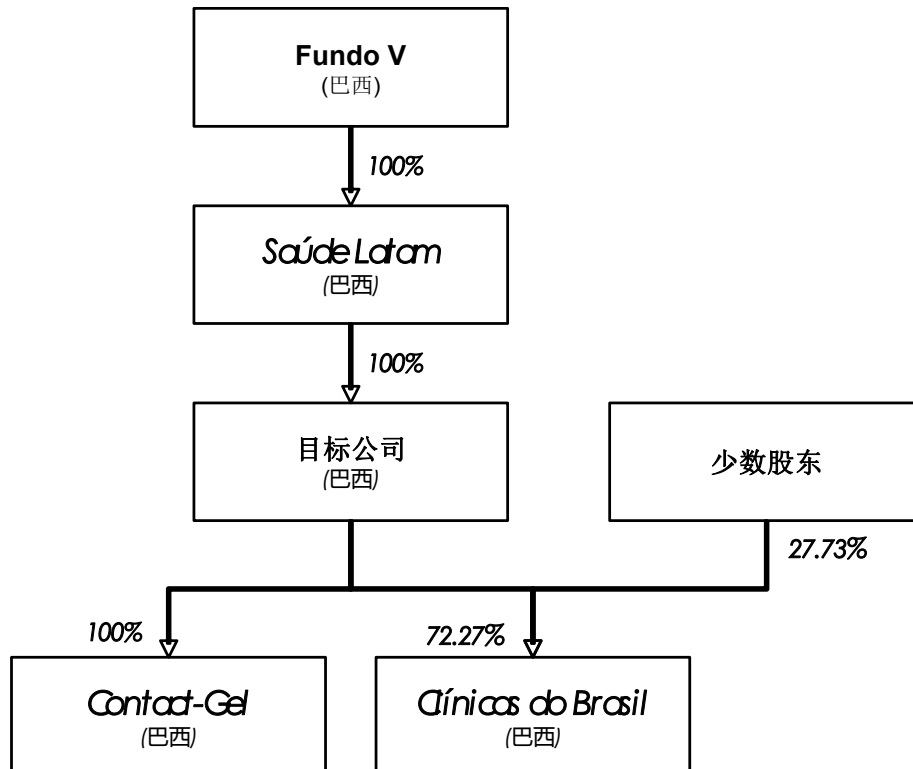 Fundo V
(巴西)
100%
Saúde Latam
(巴西)
100%
目标公司
(巴西)
少数股东
27.73%
100%
72.27%
Contact-Gel
(巴西)
Clínicas do Brasil
(巴西)